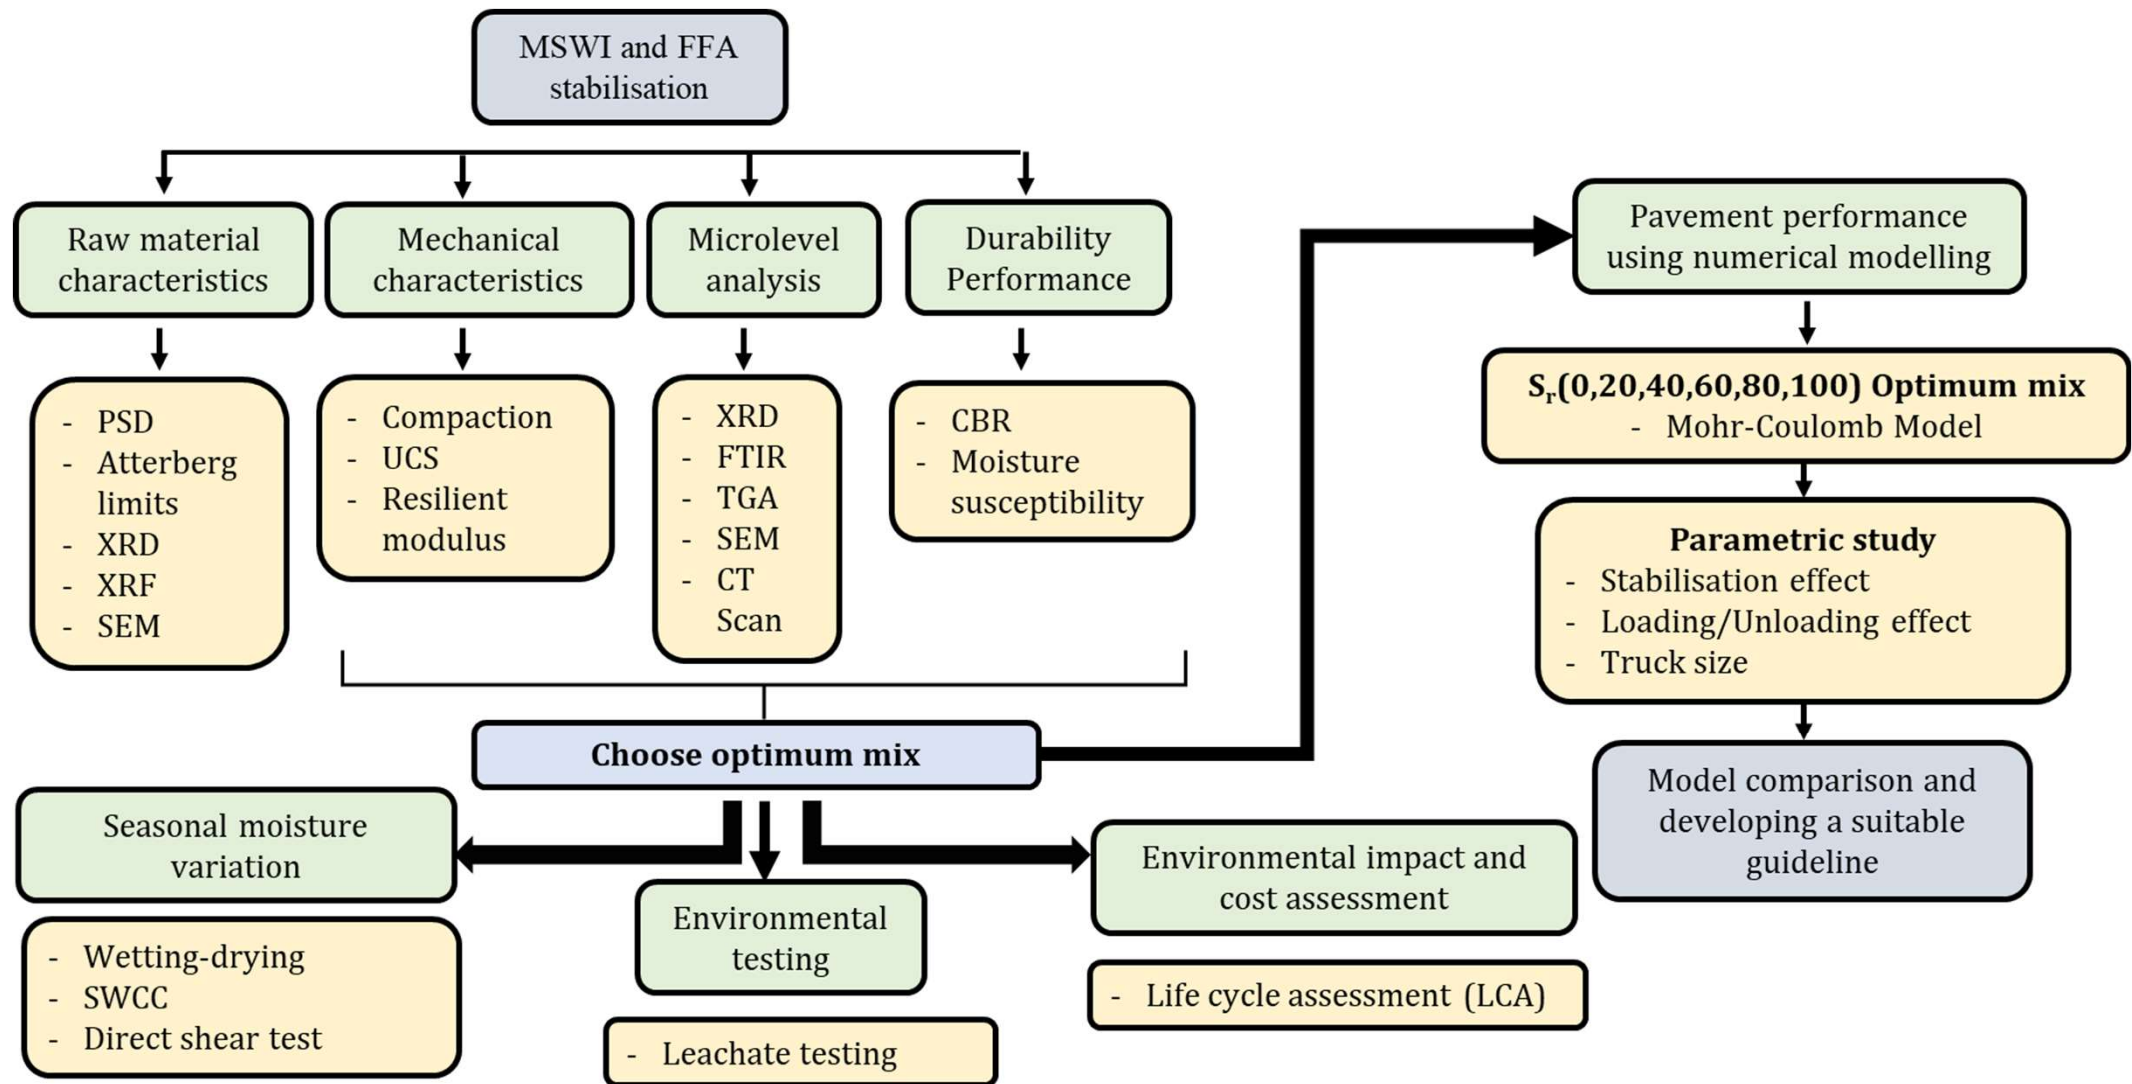 MSWI and FFA
stabilisation
Raw material
characteristics
Mechanical
characteristics
Microlevel
analysis
Durability
Performance
- PSD
- Atterberg
limits
- XRD
- XRF
- SEM
- Compaction
- UCS
- Resilient
modulus
- XRD
- FTIR
- TGA
- SEM
- CT
Scan
- CBR
- Moisture
susceptibility
Choose optimum mix
Seasonal moisture
variation
- Wetting-drying
- SWCC
- Direct shear test
Environmental
testing
- Leachate testing
Environmental impact and
cost assessment
- Life cycle assessment (LCA)
Pavement performance
using numerical modelling
Sr(0,20,40,60,80,100) Optimum mix
- Mohr-Coulomb Model
Parametric study
- Stabilisation effect
- Loading/Unloading effect
- Truck size
Model comparison and
developing a suitable
guideline